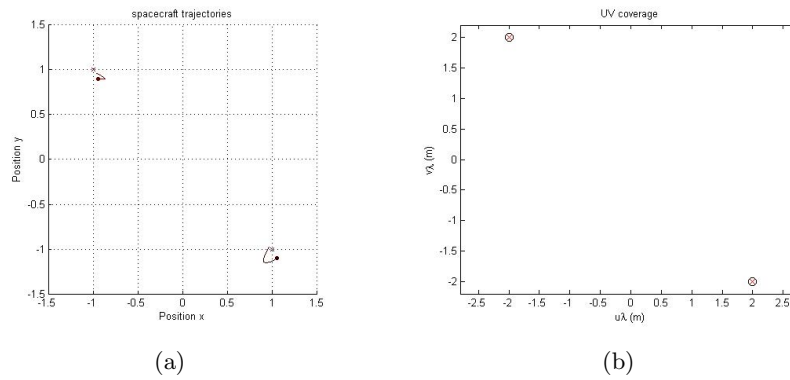 spacecraft trajectories
1.5
1
0.5
0
-0.5
-1
-1.5
Position y
-1.5 -1 -0.5 0 0.5 1 1.5
Position x
(a)
UV coverage
2
1.5
1
0.5
0
-0.5
-1
-1.5
-2
vλ (m)
-2.5 -2 -1.5 -1 -0.5 0 0.5 1 1.5 2 2.5
uλ (m)
(b)